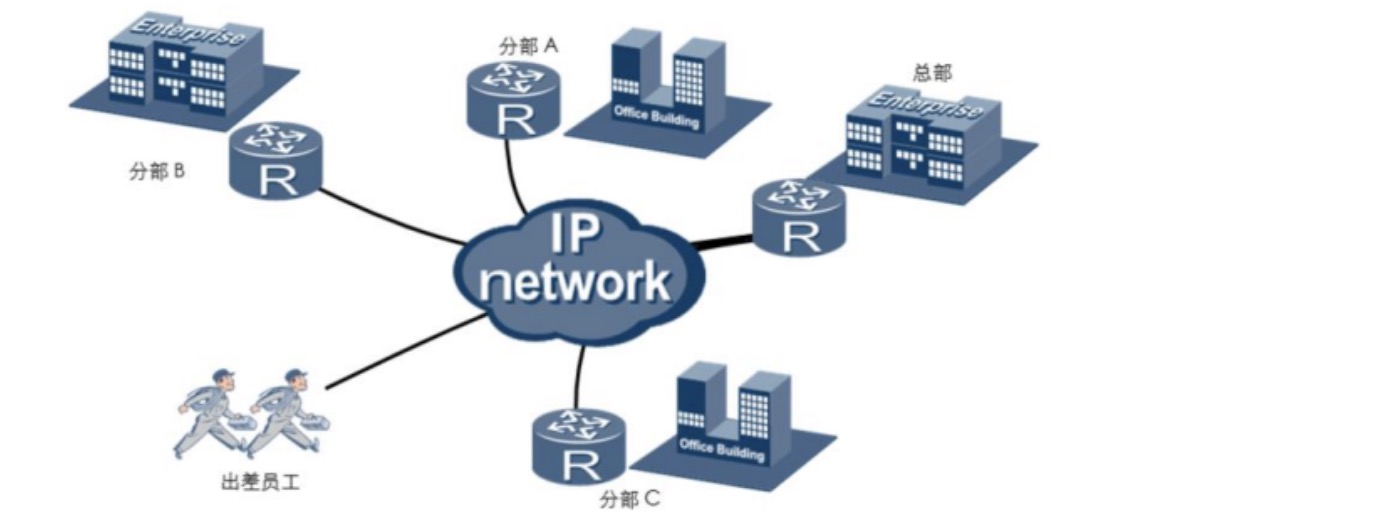 Enterprise
分部 A
总部
Office Building
Enterprise
R
分部 B
R
R
IP
network
R
出差员工
Office Building
R
分部 C